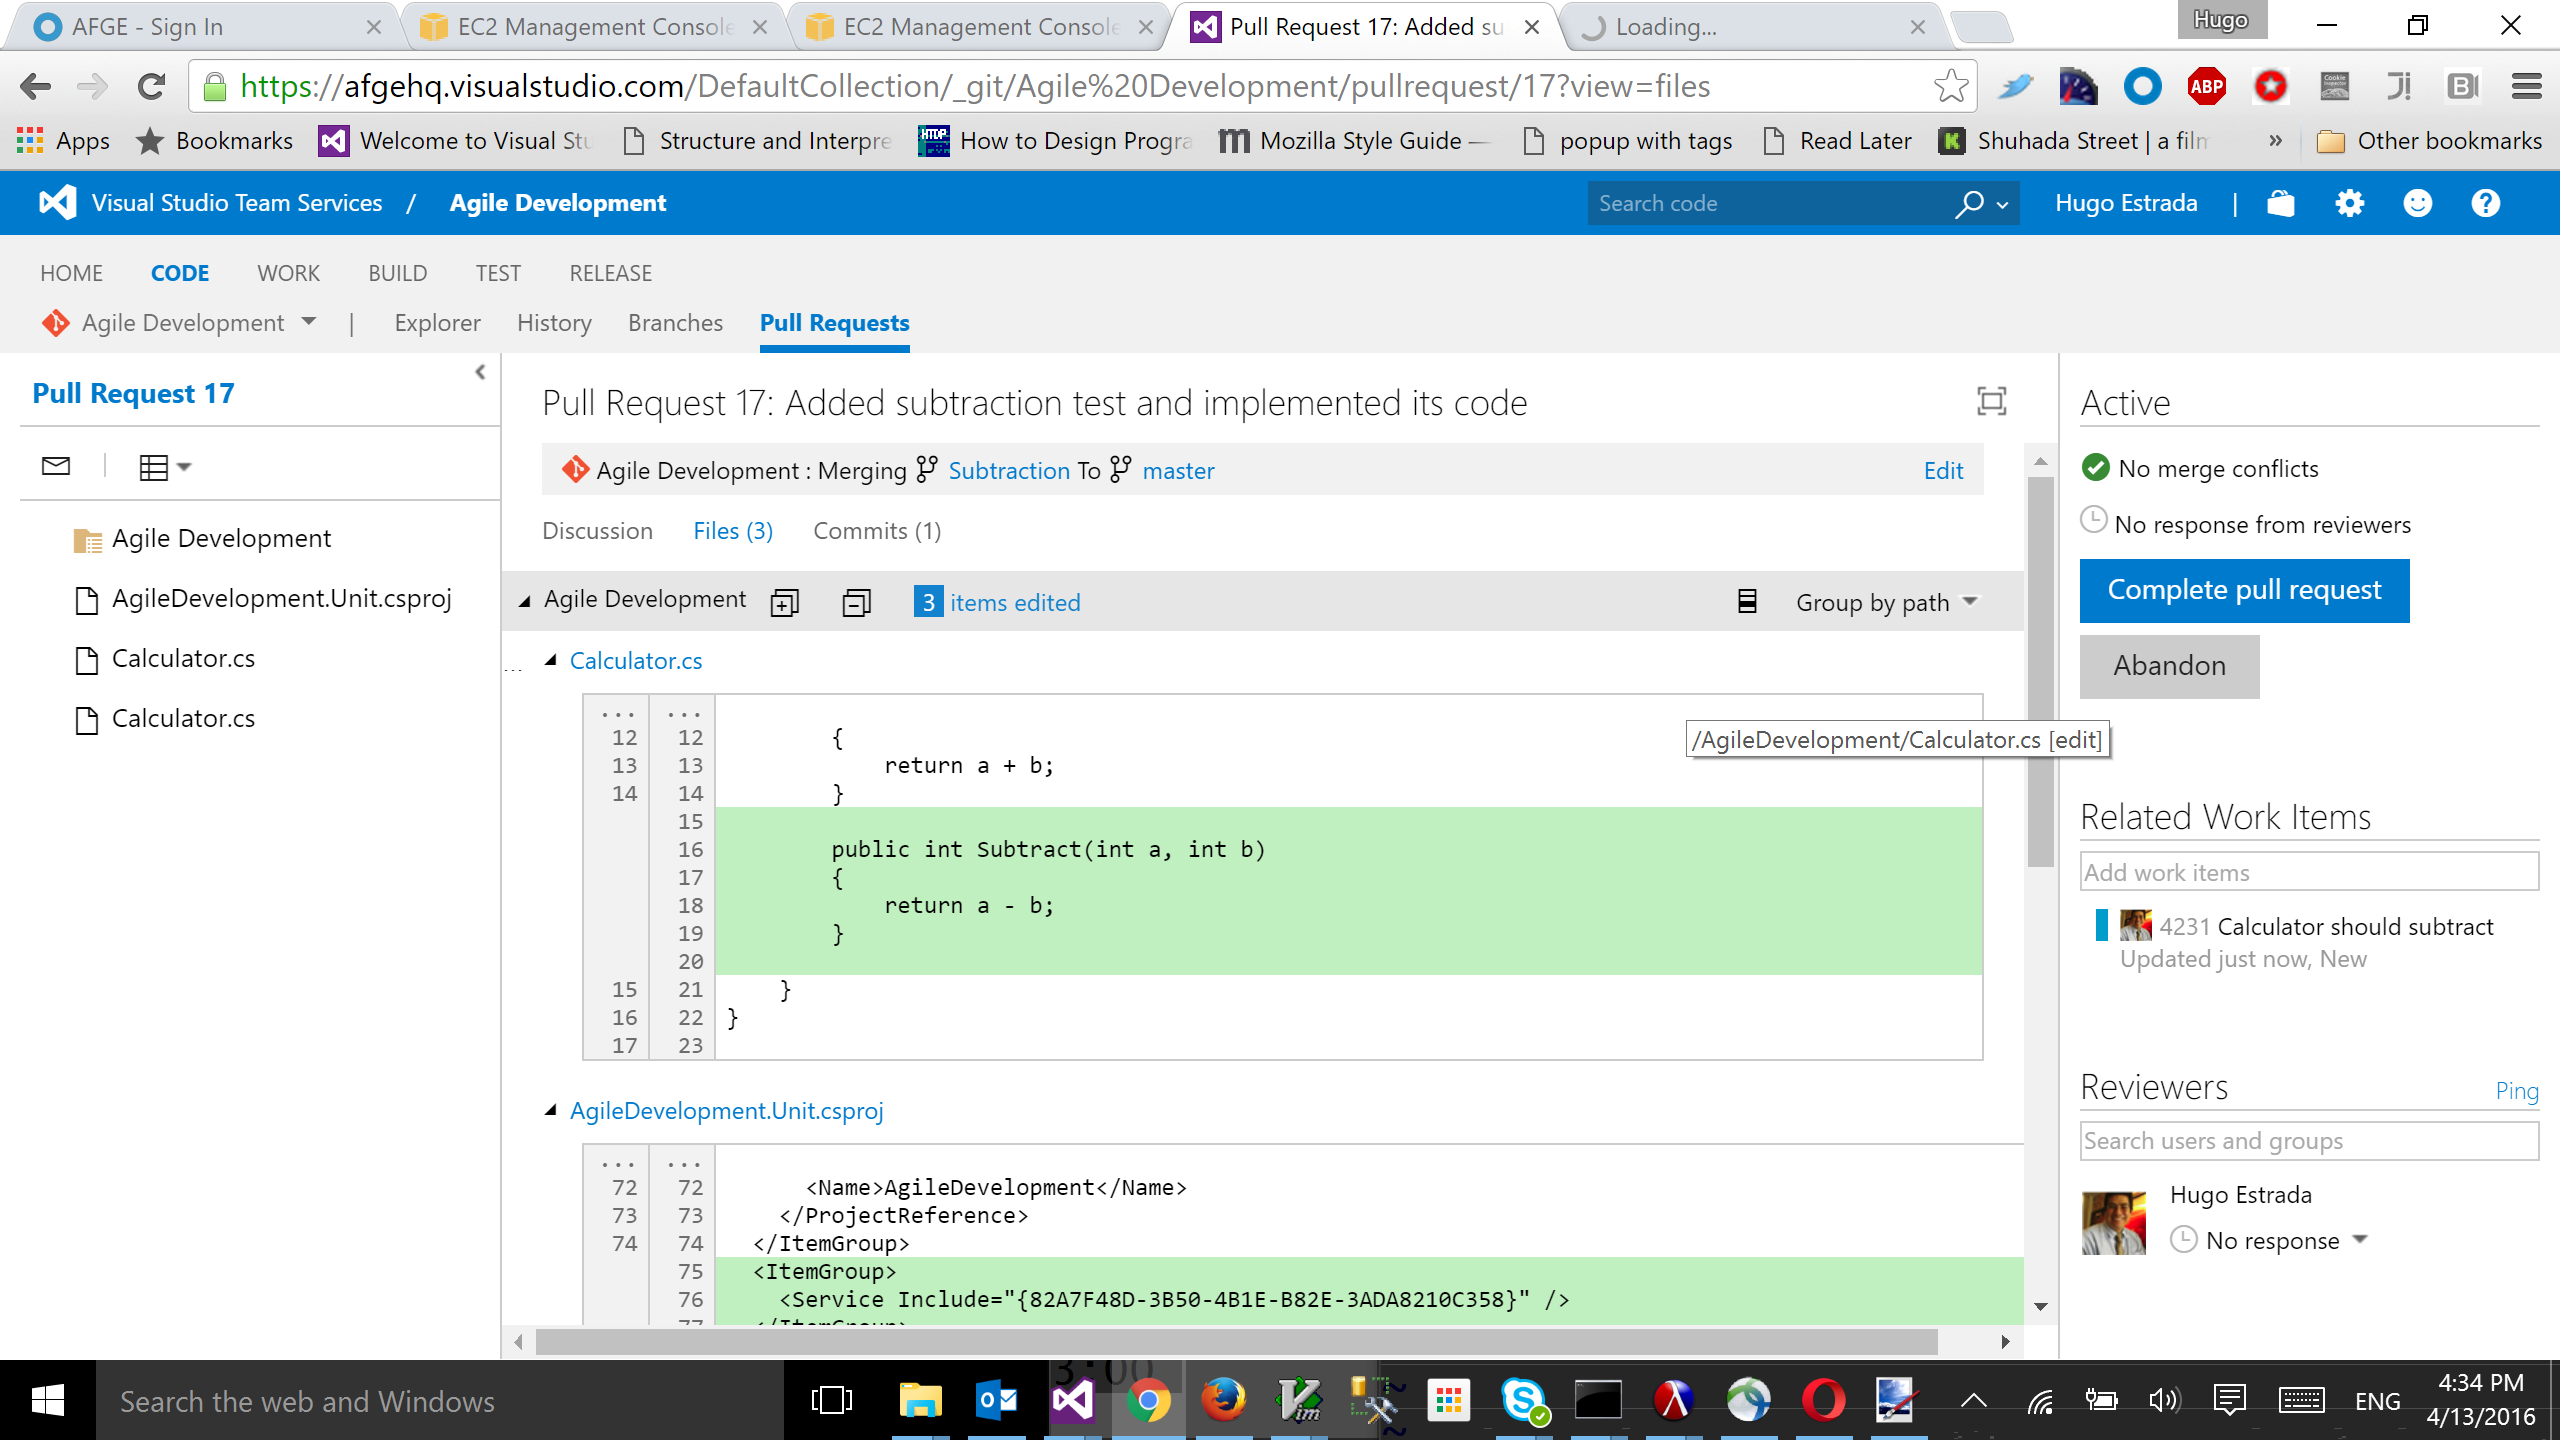 AFGE - Sign In
EC2 Management Console
EC2 Management Console
Pull Request 17: Added su
Loading...
Hugo
https://afgehq.visualstudio.com/DefaultCollection/_git/Agile%20Development/pullrequest/17?view=files
ABP
Apps
Bookmarks
Welcome to Visual Stu
Structure and Interpre
How to Design Progra
Mozilla Style Guide —
popup with tags
Read Later
Shuhada Street | a film
»
Other bookmarks
Visual Studio Team Services / Agile Development
Search code
Hugo Estrada |
HOME CODE WORK BUILD TEST RELEASE
Agile Development | Explorer History Branches Pull Requests
Pull Request 17
Agile Development
AgileDevelopment.Unit.csproj
Calculator.cs
Calculator.cs
Pull Request 17: Added subtraction test and implemented its code
Agile Development : Merging Subtraction To master Edit
Discussion Files (3) Commits (1)
Agile Development 3 items edited Group by path
... Calculator.cs
... ...
12 12 {
13 13 return a + b;
14 14 }
15
16 public int Subtract(int a, int b)
17 {
18 return a - b;
19 }
20
15 21 }
16 22 }
17 23
/AgileDevelopment/Calculator.cs [edit]
AgileDevelopment.Unit.csproj
... ...
72 72 <Name>AgileDevelopment</Name>
73 73 </ProjectReference>
74 74 </ItemGroup>
75 <ItemGroup>
76 <Service Include="{82A7F48D-3B50-4B1E-B82E-3ADA8210C358}" />
77 </ItemGroup>
Active
No merge conflicts
No response from reviewers
Complete pull request
Abandon
Related Work Items
Add work items
4231 Calculator should subtract
Updated just now, New
Reviewers Ping
Search users and groups
Hugo Estrada
No response
Search the web and Windows
3:00
ENG
4:34 PM
4/13/2016